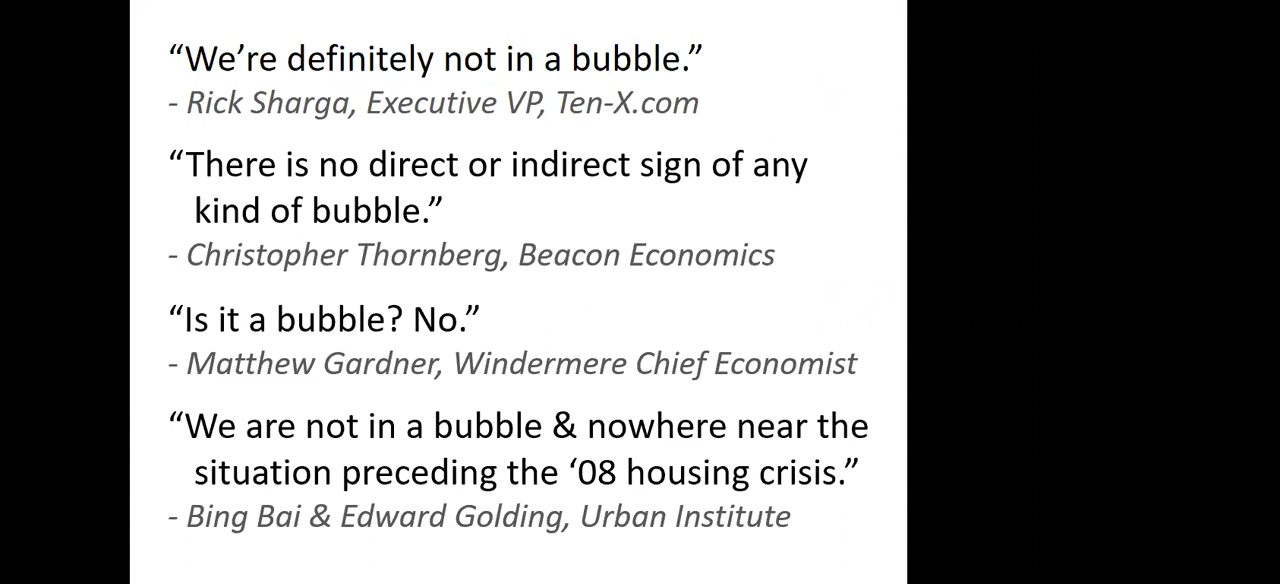 “We’re definitely not in a bubble.”
- Rick Sharga, Executive VP, Ten-X.com
“There is no direct or indirect sign of any
kind of bubble.”
- Christopher Thornberg, Beacon Economics
“Is it a bubble? No.”
- Matthew Gardner, Windermere Chief Economist
“We are not in a bubble & nowhere near the
situation preceding the ‘08 housing crisis.”
- Bing Bai & Edward Golding, Urban Institute